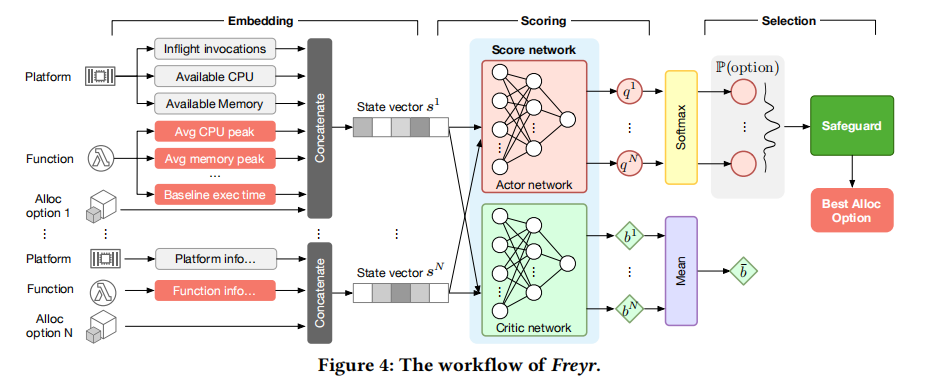 Embedding
Scoring
Selection
Platform
Inflight invocations
Available CPU
Available Memory
Function
Avg CPU peak
Avg memory peak
...
Baseline exec time
Alloc
option 1
Concatenate
State vector s^1
Score network
Actor network
q^1
⋮
q^N
Softmax
ℙ(option)
⋮
Safeguard
Best Alloc
Option
⋮
⋮
⋮
Platform
Platform info...
Function
Function info...
Alloc
option N
Concatenate
State vector s^N
Critic network
b^1
⋮
b^N
Mean
b̄
Figure 4: The workflow of Freyr.